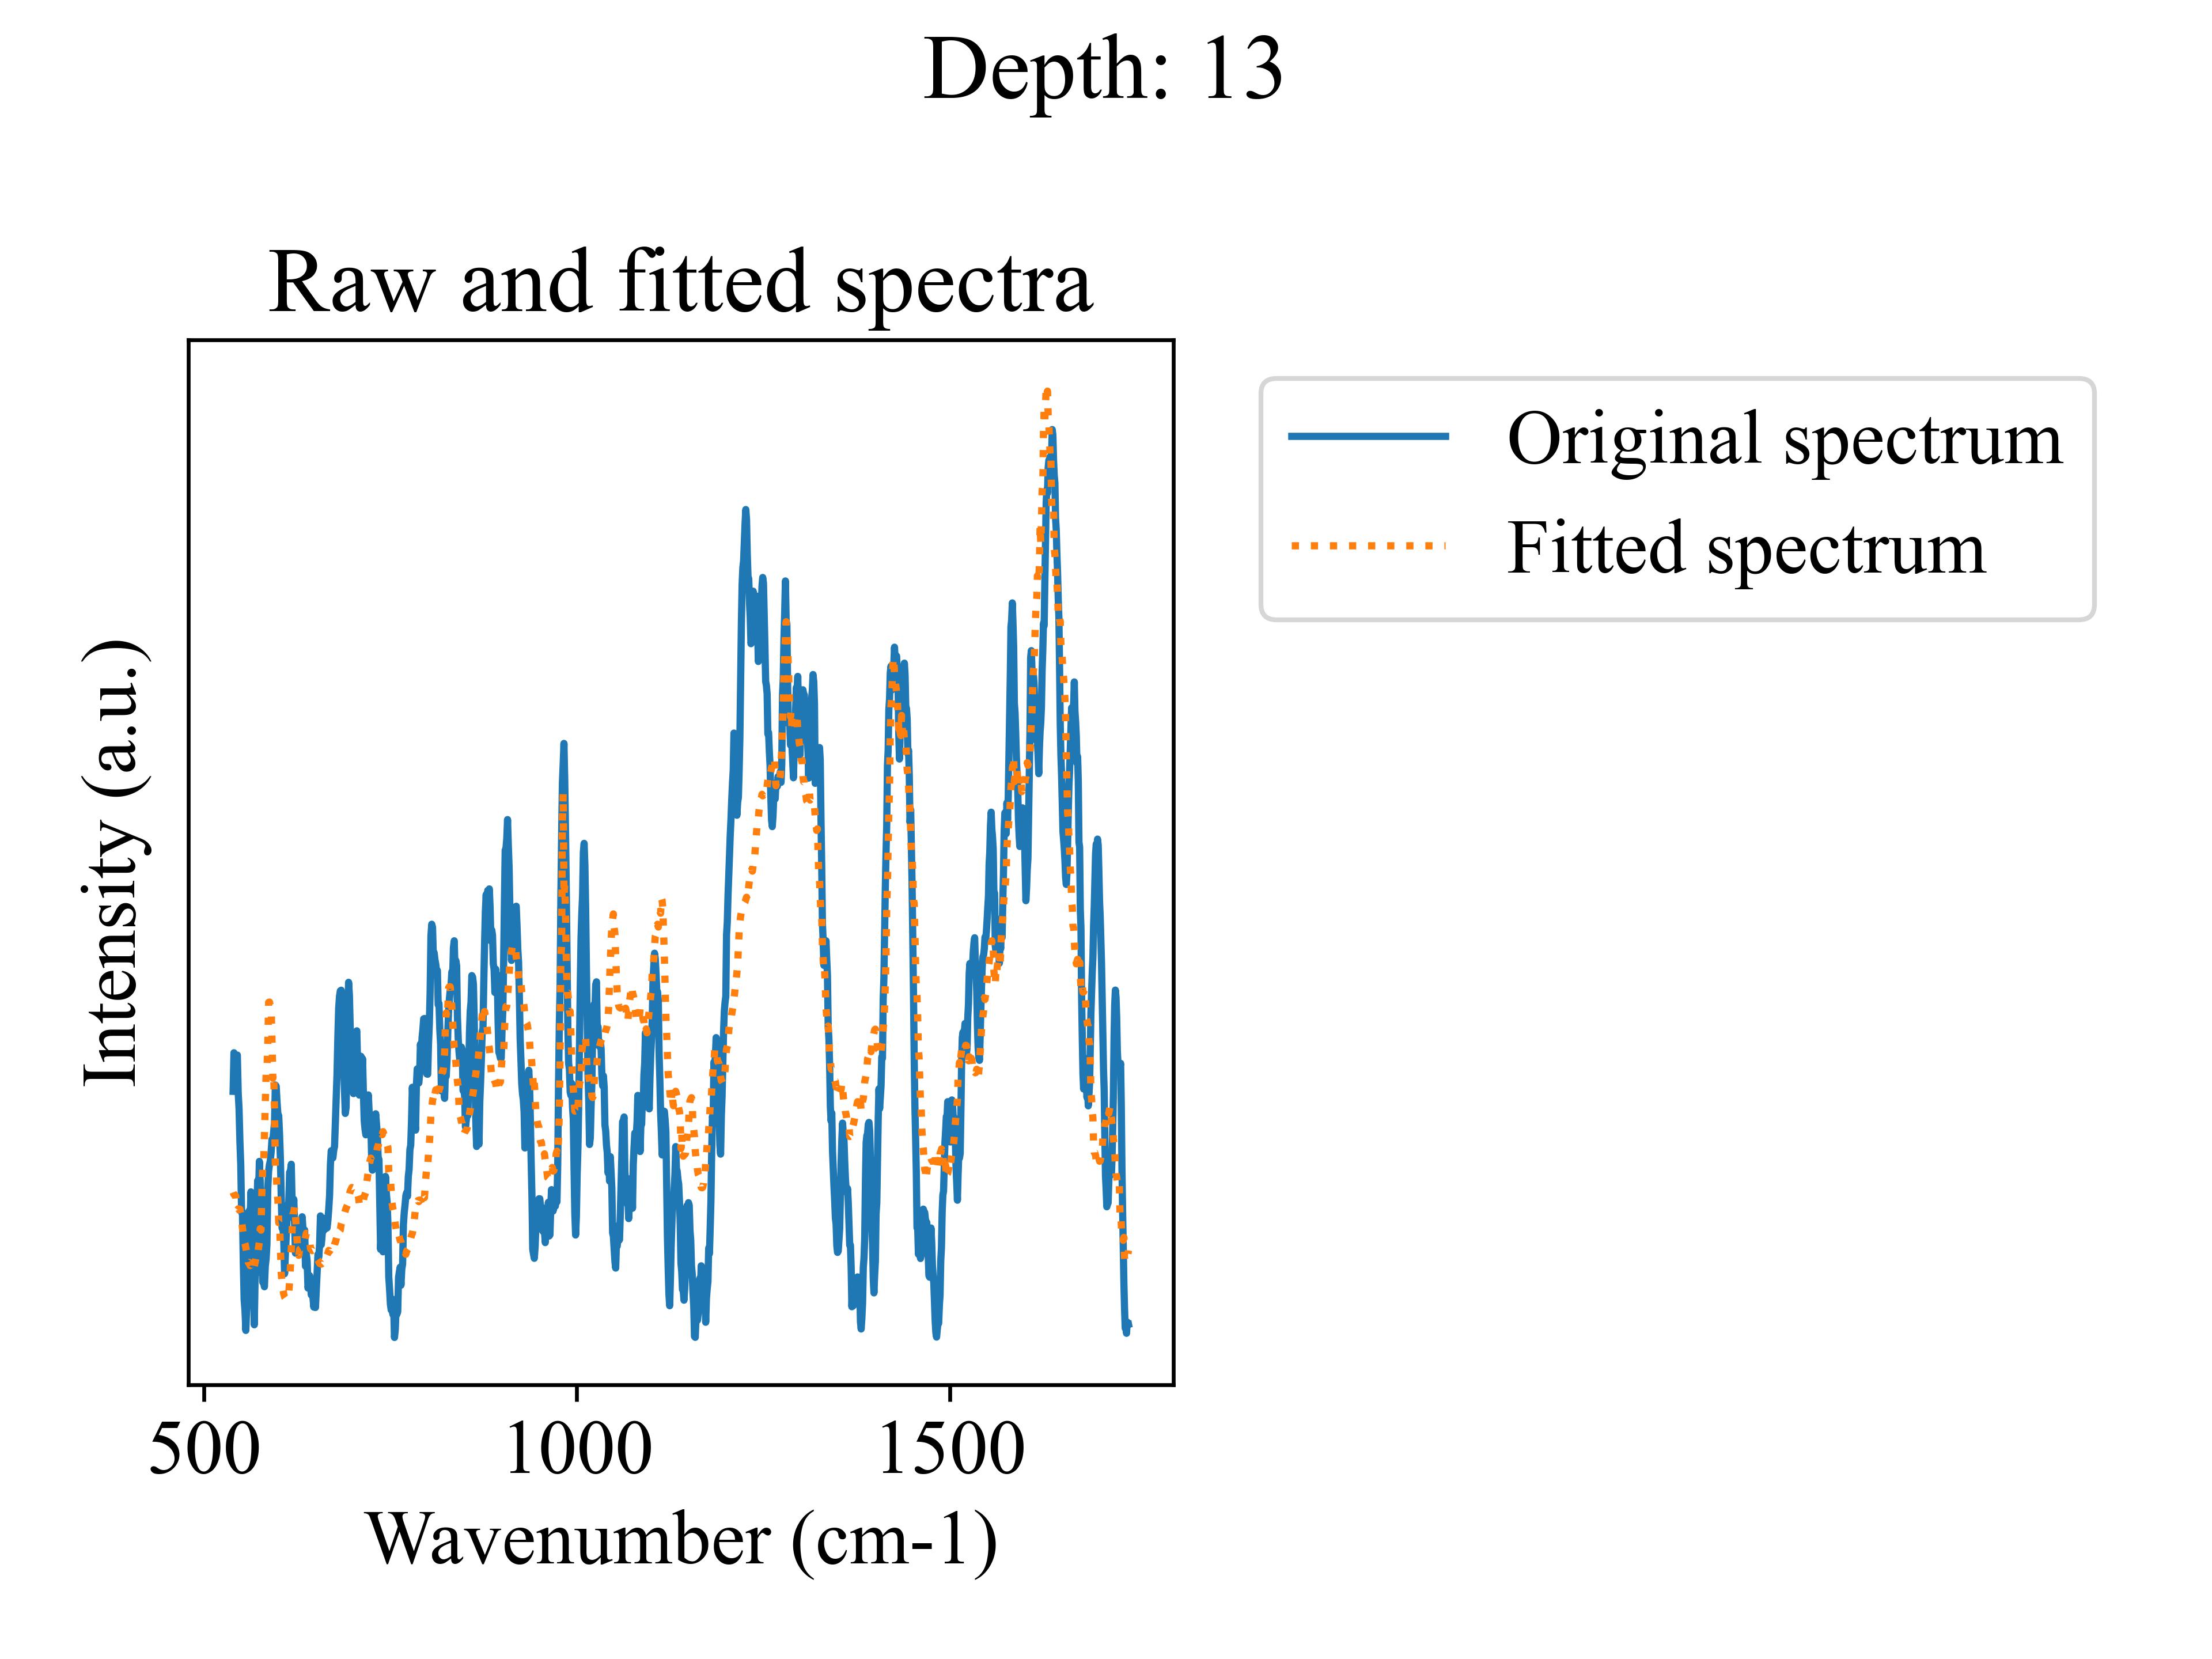 Depth: 13
Raw and fitted spectra
Original spectrum
Fitted spectrum
Intensity (a.u.)
500 1000 1500
Wavenumber (cm-1)